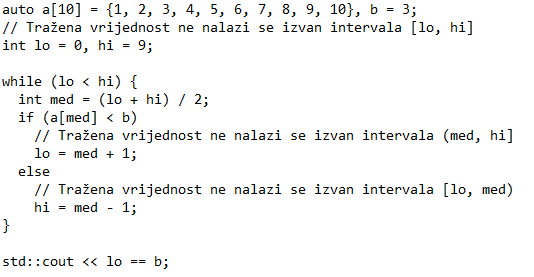 auto a[10] = {1, 2, 3, 4, 5, 6, 7, 8, 9, 10}, b = 3;
// Tražena vrijednost ne nalazi se izvan intervala [lo, hi]
int lo = 0, hi = 9;

while (lo < hi) {
  int med = (lo + hi) / 2;
  if (a[med] < b)
    // Tražena vrijednost ne nalazi se izvan intervala (med, hi]
    lo = med + 1;
  else
    // Tražena vrijednost ne nalazi se izvan intervala [lo, med)
    hi = med - 1;
}

std::cout << lo == b;